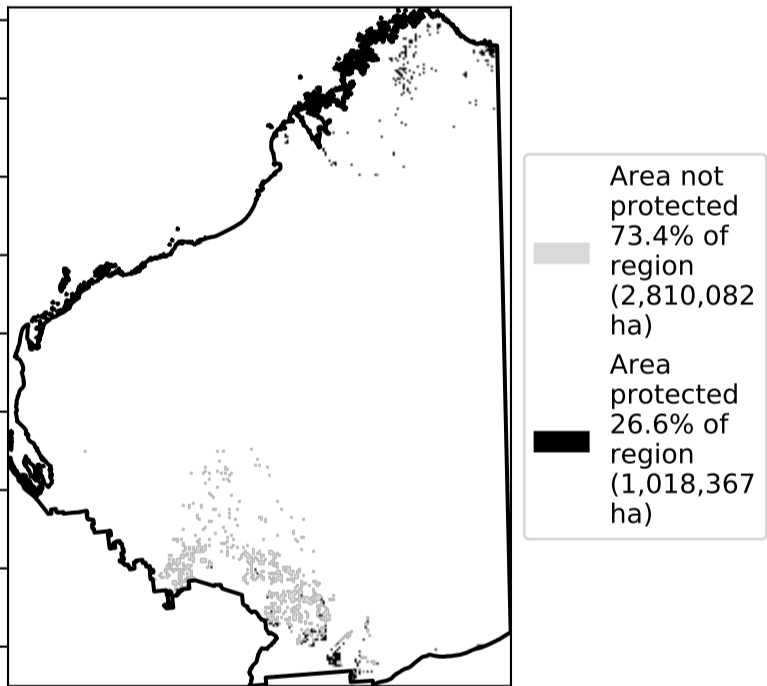 Area not
protected
73.4% of
region
(2,810,082
ha)
Area
protected
26.6% of
region
(1,018,367
ha)